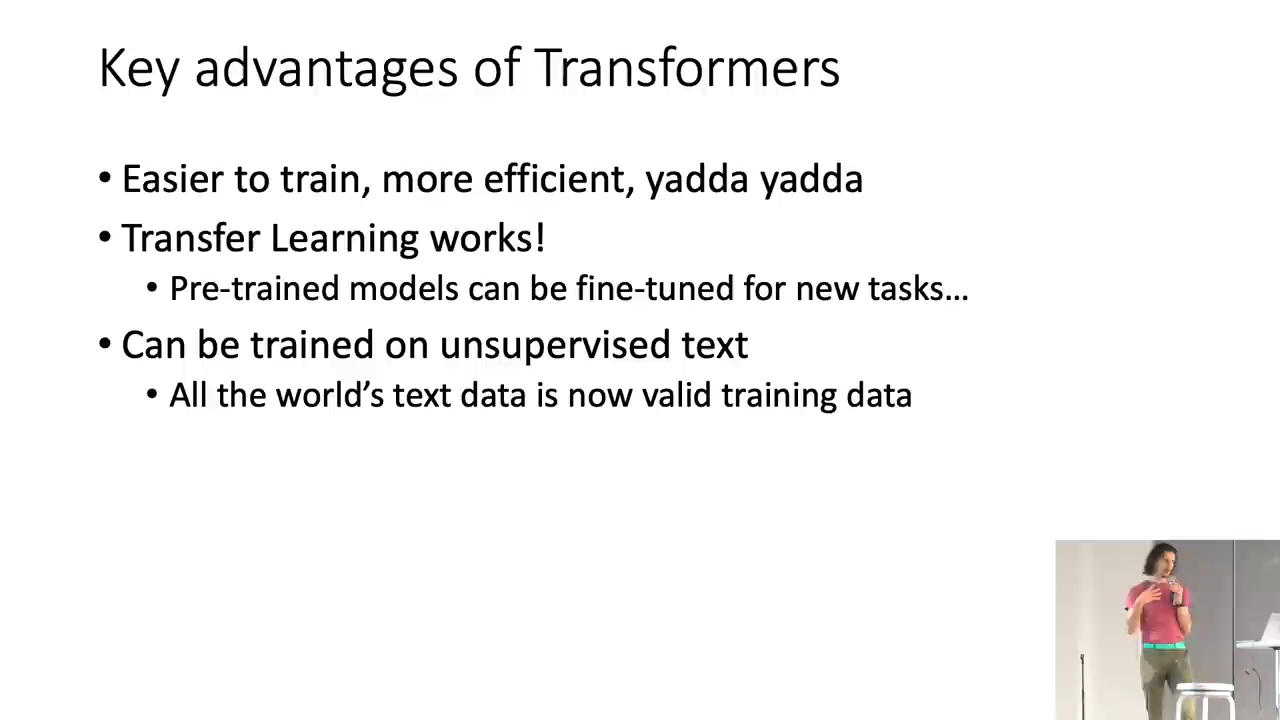 Key advantages of Transformers
• Easier to train, more efficient, yadda yadda
• Transfer Learning works!
• Pre-trained models can be fine-tuned for new tasks…
• Can be trained on unsupervised text
• All the world’s text data is now valid training data